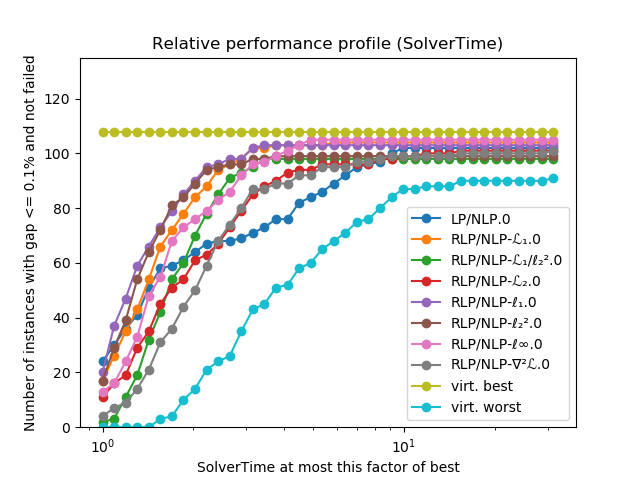 Relative performance profile (SolverTime)
Number of instances with gap <= 0.1% and not failed
120
100
80
60
40
20
0
10⁰
10¹
SolverTime at most this factor of best
LP/NLP.0
RLP/NLP-ℒ₁.0
RLP/NLP-ℒ₁/ℓ₂².0
RLP/NLP-ℒ₂.0
RLP/NLP-ℓ₁.0
RLP/NLP-ℓ₂².0
RLP/NLP-ℓ∞.0
RLP/NLP-∇²ℒ.0
virt. best
virt. worst